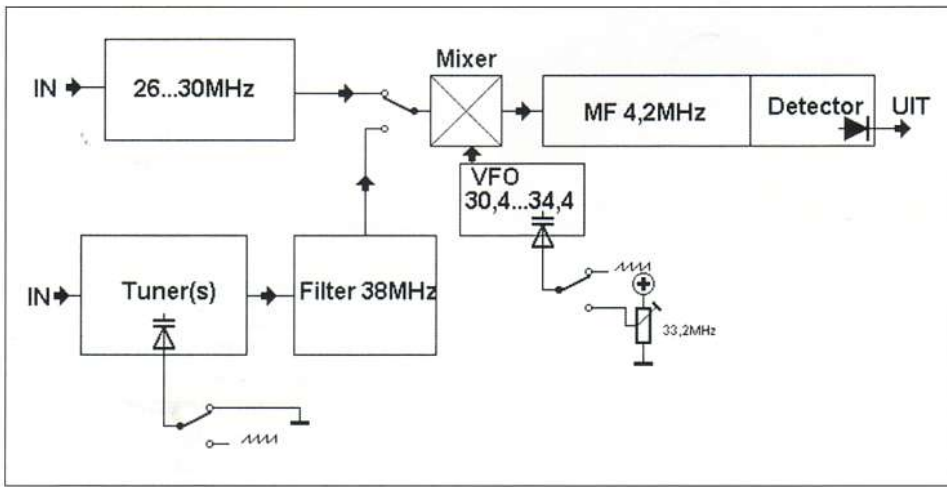 Mixer
IN
26...30MHz
MF 4,2MHz
Detector
UIT
VFO
30,4...34,4
IN
Tuner(s)
Filter 38MHz
33,2MHz